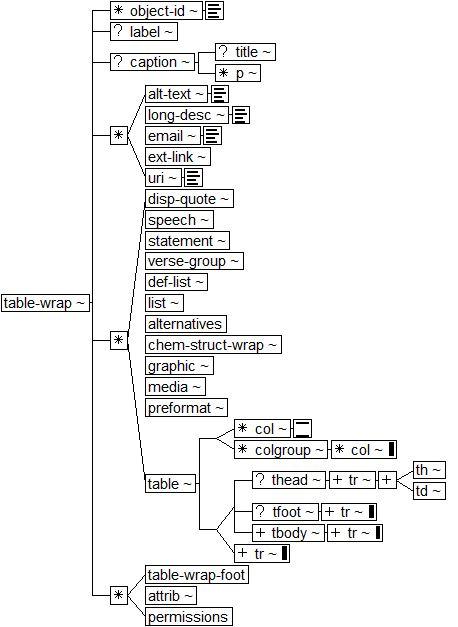 * object-id ~
? label ~
? caption ~
? title ~
* p ~
alt-text ~
long-desc ~
*
email ~
ext-link ~
uri ~
disp-quote ~
speech ~
statement ~
verse-group ~
def-list ~
table-wrap ~
list ~
alternatives
*
chem-struct-wrap ~
graphic ~
media ~
preformat ~
* col ~
* colgroup ~ * col ~
th ~
? thead ~ + tr ~ +
table ~
td ~
? tfoot ~ + tr ~
+ tbody ~ + tr ~
+ tr ~
table-wrap-foot
* attrib ~
permissions